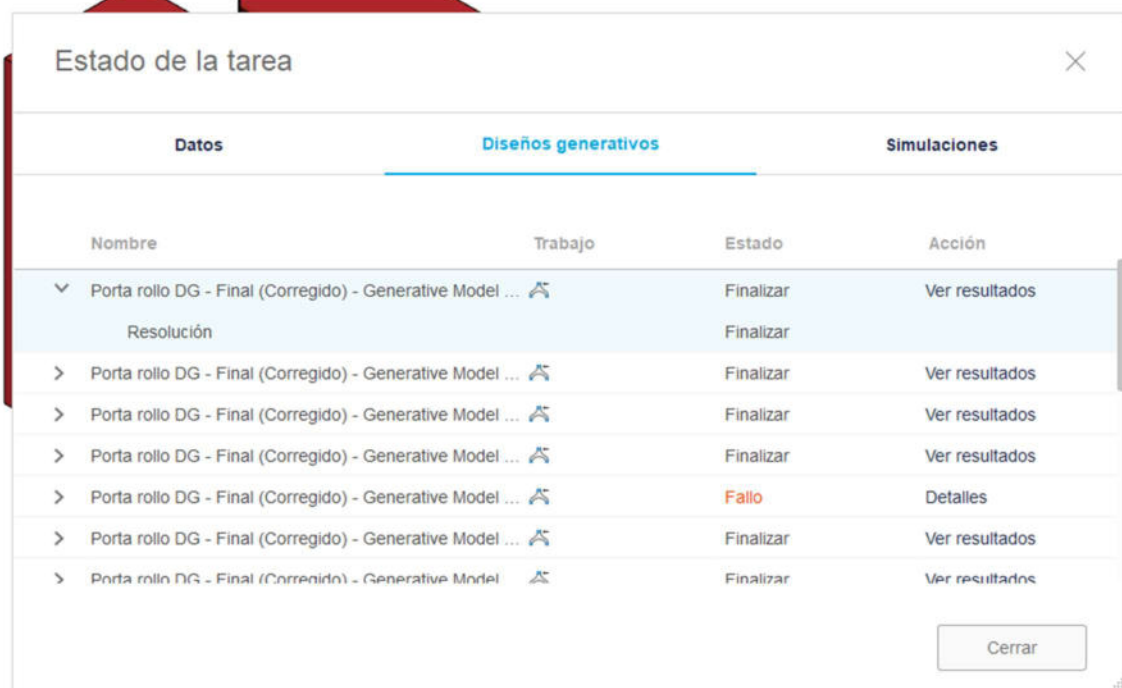 Estado de la tarea
Datos Diseños generativos Simulaciones
Nombre Trabajo Estado Acción
Porta rollo DG - Final (Corregido) - Generative Model ... Finalizar Ver resultados
Resolución Finalizar
Porta rollo DG - Final (Corregido) - Generative Model ... Finalizar Ver resultados
Porta rollo DG - Final (Corregido) - Generative Model ... Finalizar Ver resultados
Porta rollo DG - Final (Corregido) - Generative Model ... Finalizar Ver resultados
Porta rollo DG - Final (Corregido) - Generative Model ... Fallo Detalles
Porta rollo DG - Final (Corregido) - Generative Model ... Finalizar Ver resultados
Porta rollo DG - Final (Corregido) - Generative Model Finalizar Ver resultados
Cerrar